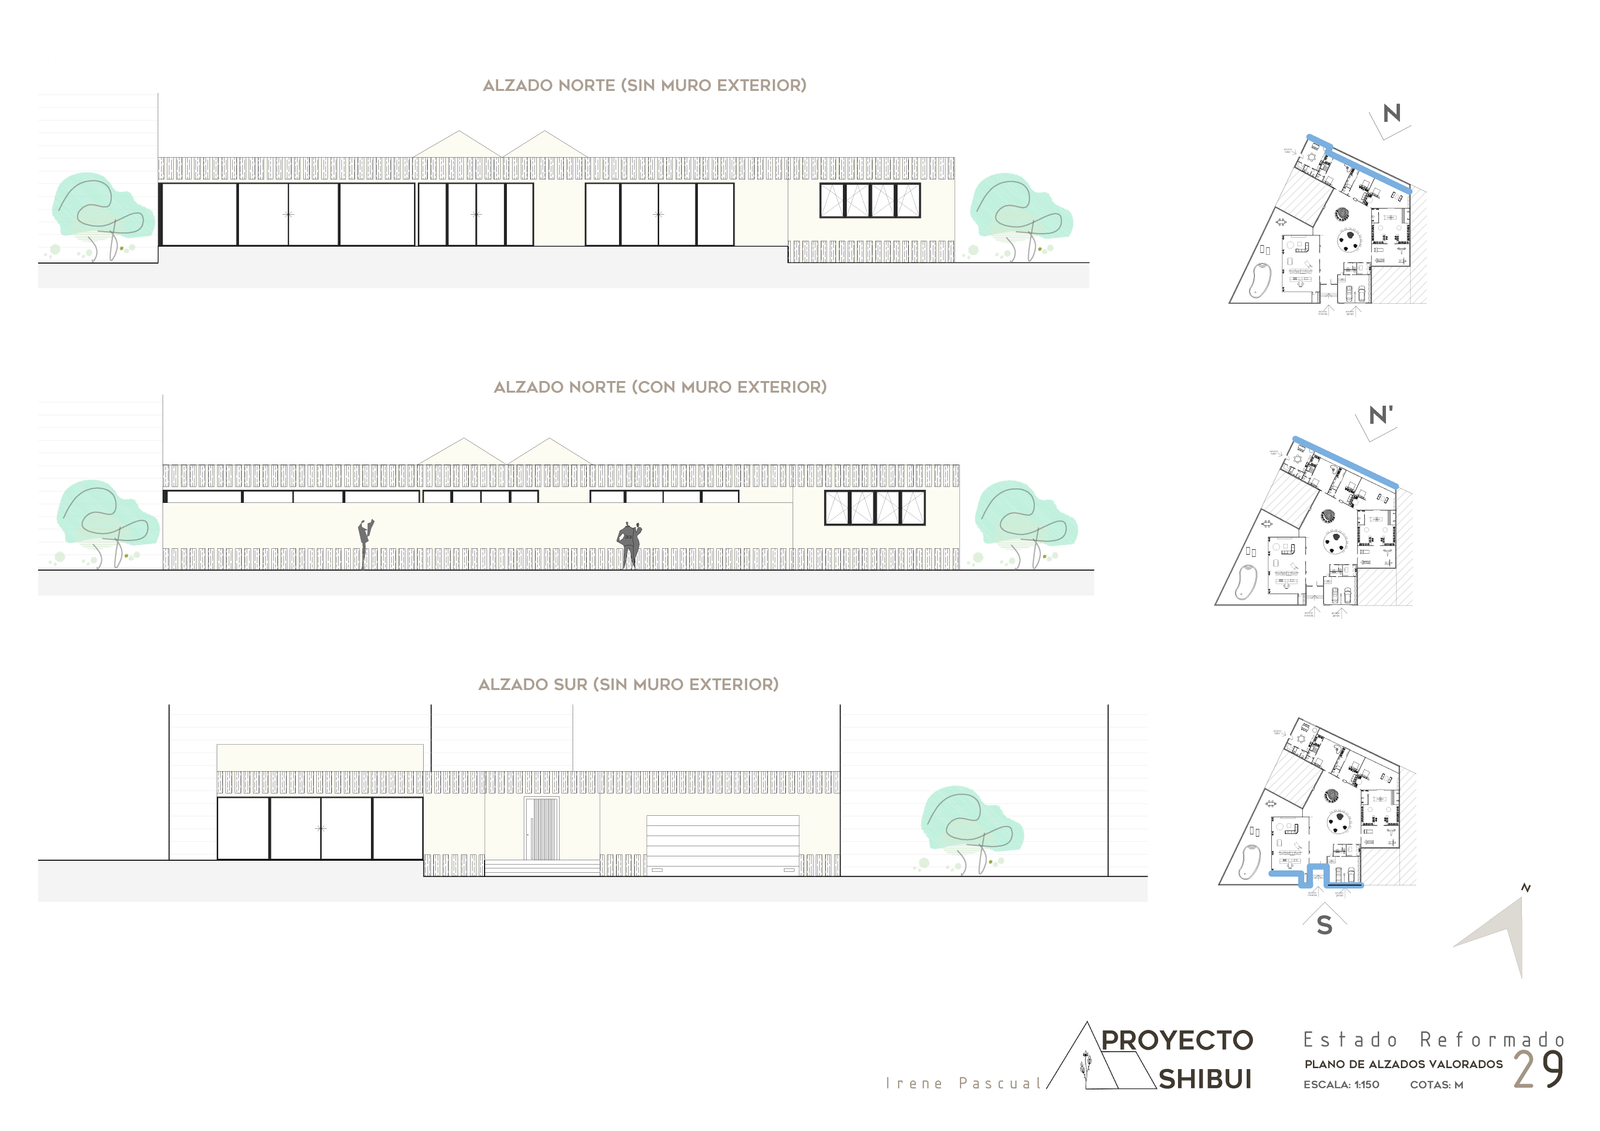 ALZADO NORTE (SIN MURO EXTERIOR)
N
ALZADO NORTE (CON MURO EXTERIOR)
N'
ALZADO SUR (SIN MURO EXTERIOR)
S
N
Irene Pascual
PROYECTO
SHIBUI
Estado Reformado
PLANO DE ALZADOS VALORADOS
29
ESCALA: 1:150 COTAS: M